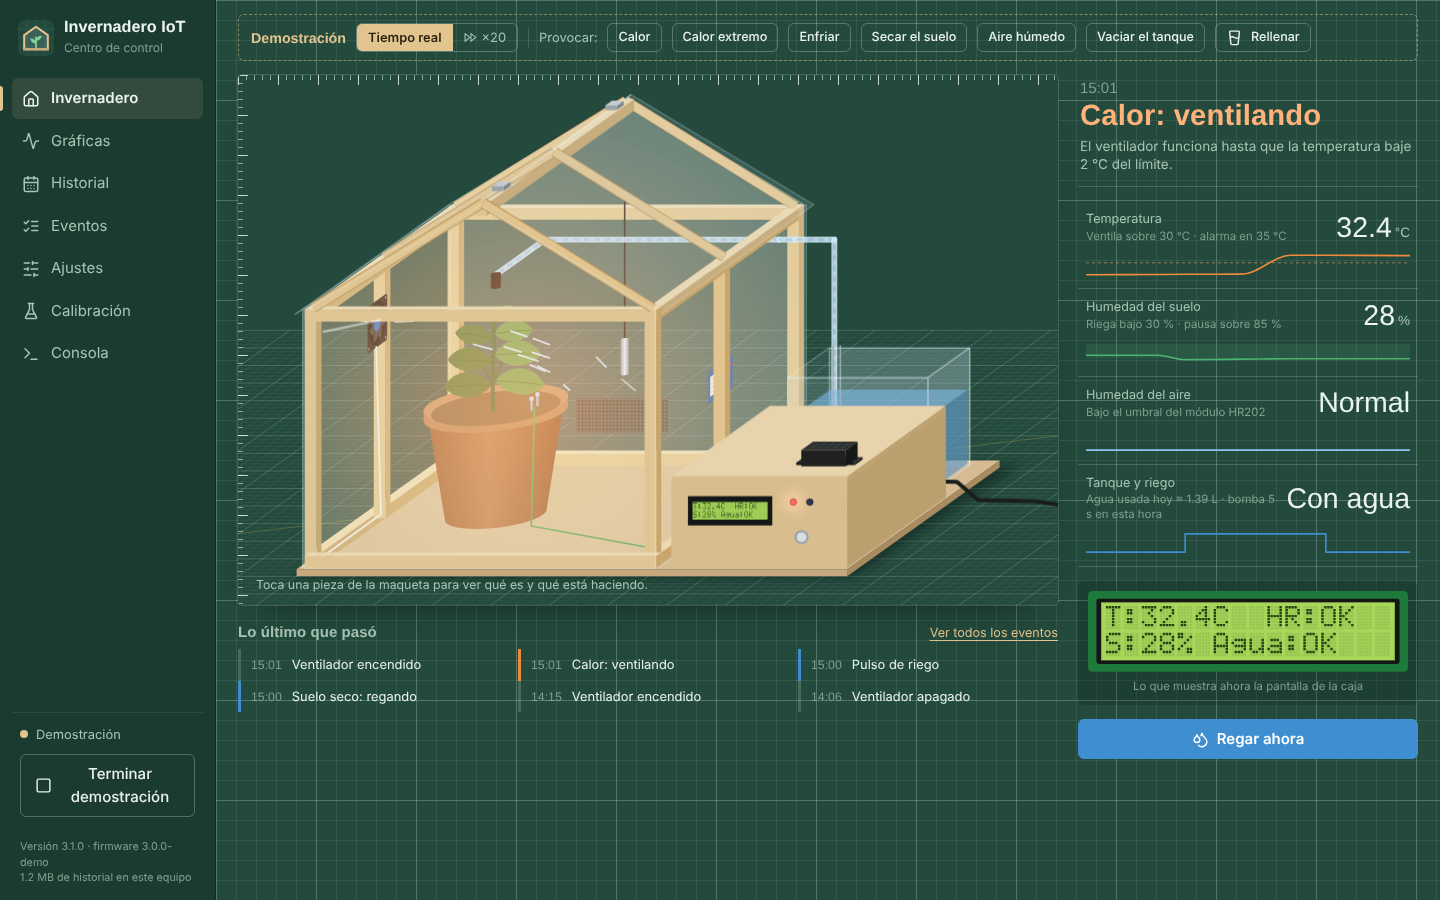 Invernadero IoT
Centro de control
Invernadero
Gráficas
Historial
Eventos
Ajustes
Calibración
Consola
Demostración
Terminar
demostración
Versión 3.1.0 · firmware 3.0.0-
demo
1.2 MB de historial en este equipo
Demostración
Tiempo real
×20
Provocar:
Calor
Calor extremo
Enfriar
Secar el suelo
Aire húmedo
Vaciar el tanque
Rellenar
T:32.4C HR:OK
S:28% Agua:OK
Toca una pieza de la maqueta para ver qué es y qué está haciendo.
Lo último que pasó
Ver todos los eventos
15:01 Ventilador encendido
15:01 Calor: ventilando
15:00 Pulso de riego
15:00 Suelo seco: regando
14:15 Ventilador encendido
14:06 Ventilador apagado
15:01
Calor: ventilando
El ventilador funciona hasta que la temperatura baje
2 °C del límite.
Temperatura
Ventila sobre 30 °C · alarma en 35 °C
32.4 °C
Humedad del suelo
Riega bajo 30 % · pausa sobre 85 %
28 %
Humedad del aire
Bajo el umbral del módulo HR202
Normal
Tanque y riego
Agua usada hoy ≈ 1.39 L · bomba 5
s en esta hora
Con agua
T:32.4C HR:OK
S:28% Agua:OK
Lo que muestra ahora la pantalla de la caja
Regar ahora